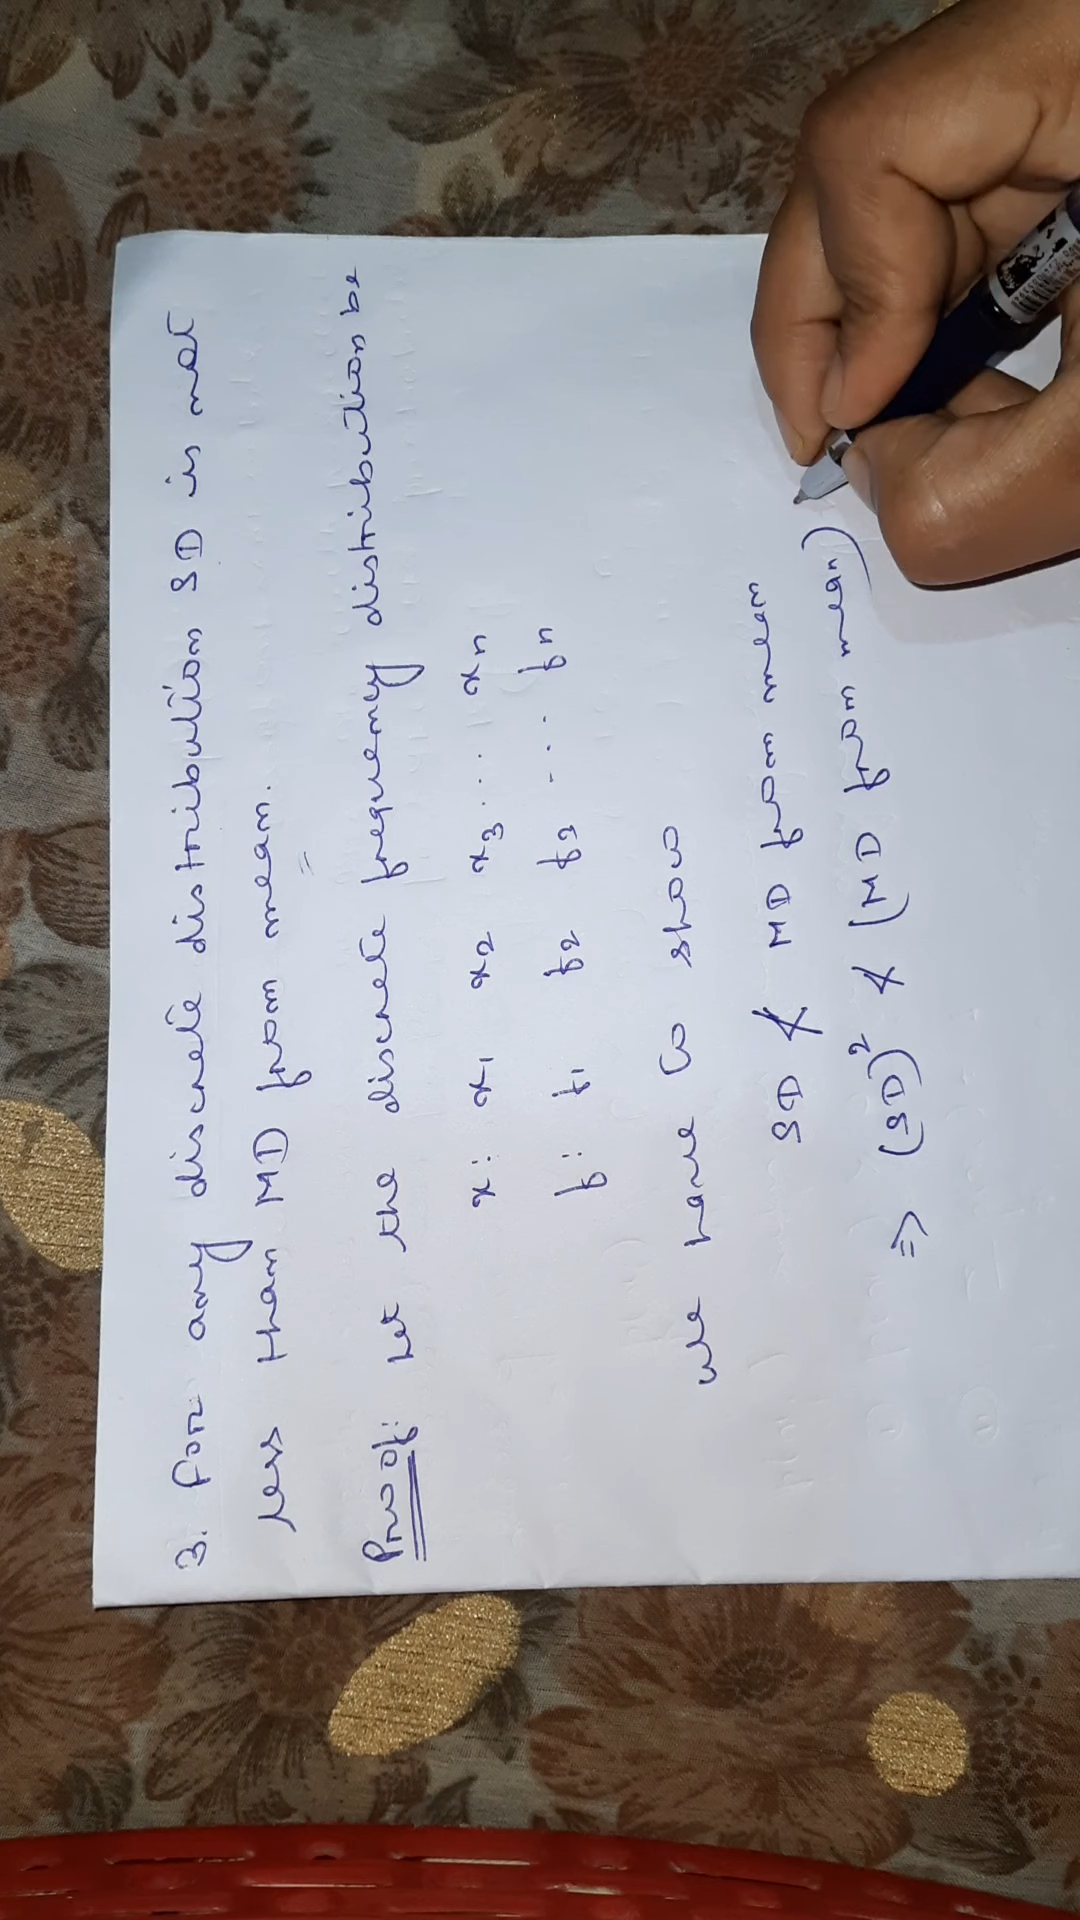 3. For any discrete distribution SD is not
less than MD from mean.
Proof: Let the discrete frequency distribution be
x: x₁ x₂ x₃ ... xn
f: f₁ f₂ f₃ ... fn
we have to show
SD ≮ MD from mean
⇒ (SD)² ≮ (MD from mean)